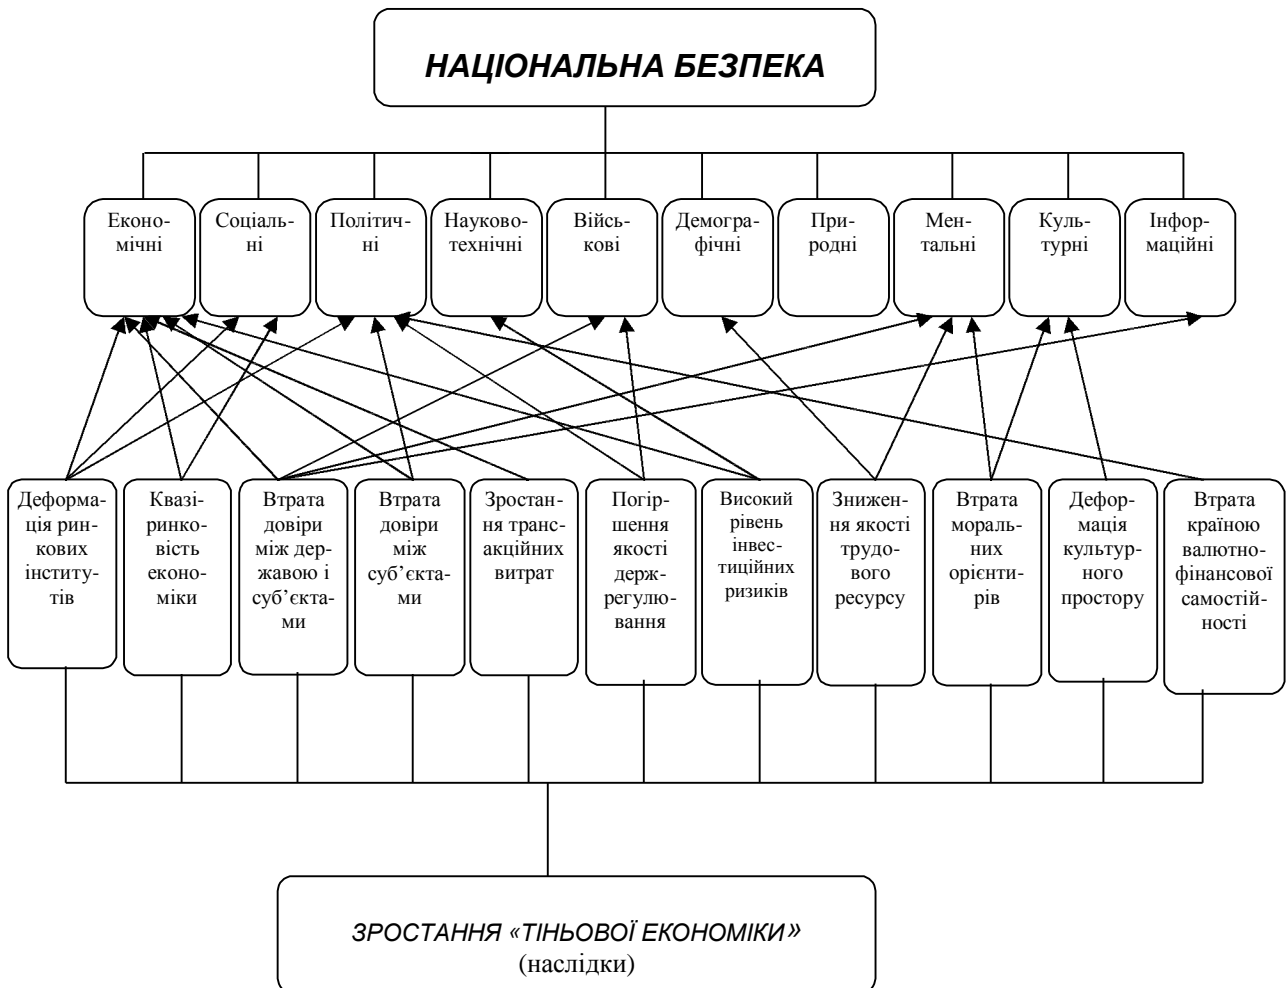 НАЦІОНАЛЬНА БЕЗПЕКА
Еконо-
мічні
Соціаль-
ні
Політич-
ні
Науково-
технічні
Війсь-
кові
Демогра-
фічні
При-
родні
Мен-
тальні
Куль-
турні
Інфор-
маційні
Деформа-
ція рин-
кових
інститу-
тів
Квазі-
ринко-
вість
еконо-
міки
Втрата
довіри
між дер-
жавою і
суб’єкта-
ми
Втрата
довіри
між
суб’єкта-
ми
Зростан-
ня транс-
акційних
витрат
Погір-
шення
якості
держ-
регулю-
вання
Високий
рівень
інвес-
тиційних
ризиків
Знижен-
ня якості
трудо-
вого
ресурсу
Втрата
мораль-
них
орієнти-
рів
Дефор-
мація
культур-
ного
простору
Втрата
країною
валютно-
фінансової
самостій-
ності
ЗРОСТАННЯ «ТІНЬОВОЇ ЕКОНОМІКИ»
(наслідки)